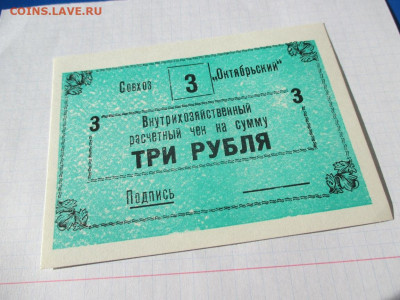 COINS.LAVE.RU
Совхоз 3 "Октябрьский"
Внутрихозяйственный
3 расчетный чек на сумму 3
ТРИ РУБЛЯ
Подпись